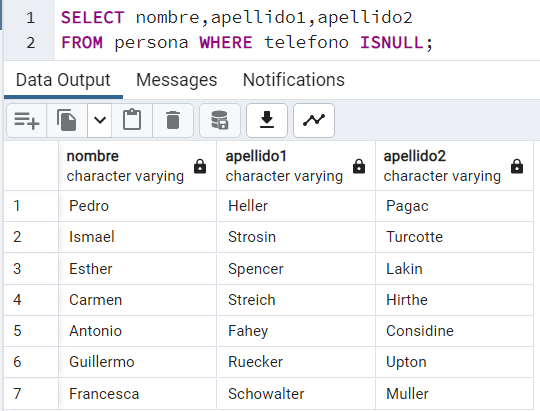 1 SELECT nombre,apellido1,apellido2
2 FROM persona WHERE telefono ISNULL;
Data Output Messages Notifications
nombre apellido1 apellido2
character varying character varying character varying
1 Pedro Heller Pagac
2 Ismael Strosin Turcotte
3 Esther Spencer Lakin
4 Carmen Streich Hirthe
5 Antonio Fahey Considine
6 Guillermo Ruecker Upton
7 Francesca Schowalter Muller